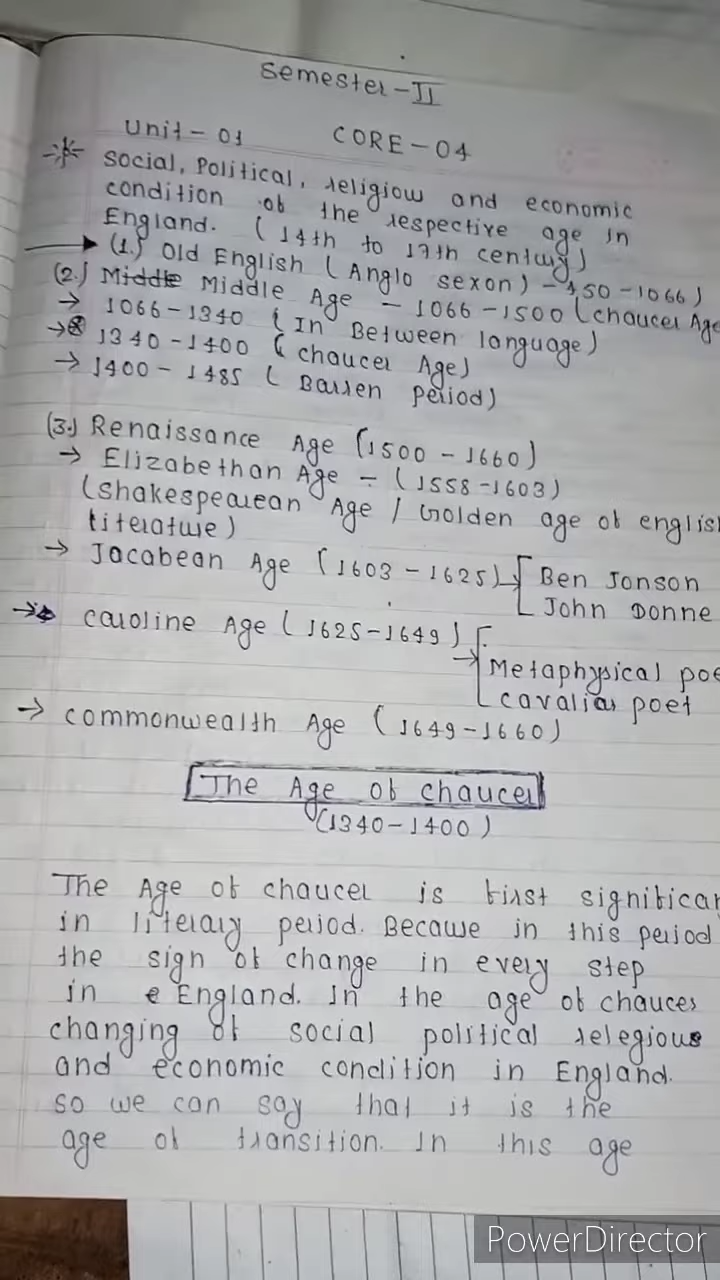 Semester-II
Unit-01 CORE-04
Social, Political, religiow and economic
condition of the respective age in
England. (14th to 17th century)
(1.) Old English (Anglo sexon) - 450-1066)
(2.) Middle Middle Age - 1066-1500 (chaucer Age
→ 1066-1340 (In Between language)
→ 1340-1400 (chaucer Age)
→ 1400-1485 (Barren Period)
(3.) Renaissance Age (1500-1660)
→ Elizabethan Age - (1558-1603)
(shakespearean Age / Golden age of englis
literature)
→ Jacabean Age (1603-1625) Ben Jonson
John Donne
→ caroline Age (1625-1649)
→ Metaphysical poe
cavaliar poet
→ commonwealth Age (1649-1660)
The Age of chaucer
(1340-1400)
The Age of chaucer is first significan
in literary period. Because in this period
the sign of change in every step
in e England. In the age of chaucer
changing of social political relegious
and economic condition in England.
so we can say that it is the
age of transition. In this age
PowerDirector